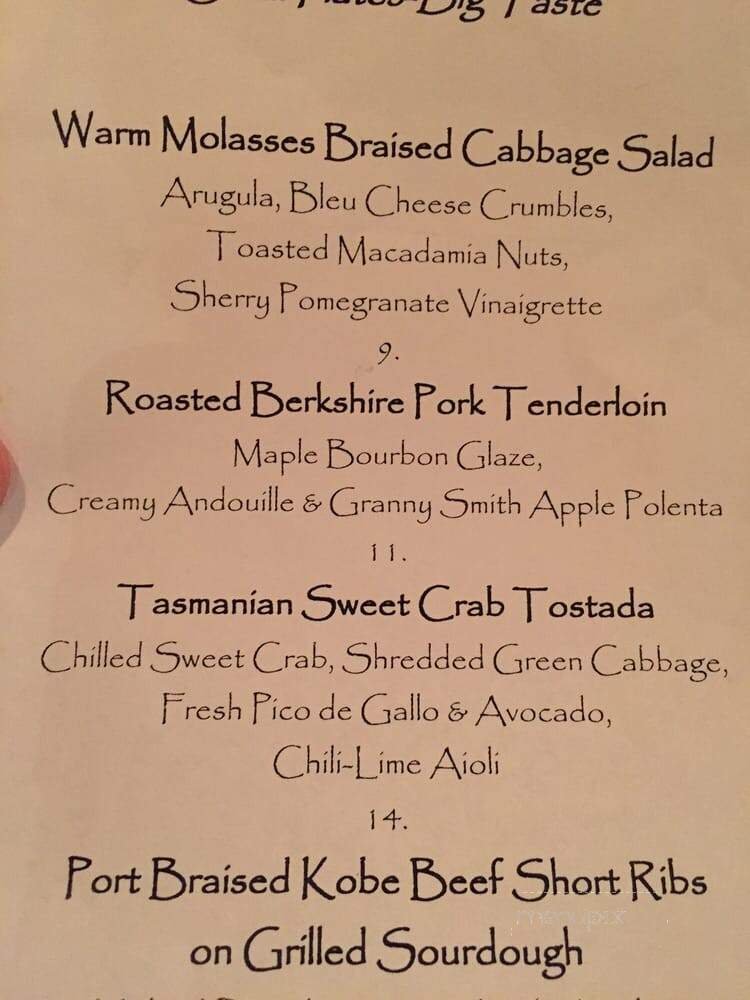 Big Taste
Warm Molasses Braised Cabbage Salad
Arugula, Bleu Cheese Crumbles,
Toasted Macadamia Nuts,
Sherry Pomegranate Vinaigrette
9.
Roasted Berkshire Pork Tenderloin
Maple Bourbon Glaze,
Creamy Andouille & Granny Smith Apple Polenta
11.
Tasmanian Sweet Crab Tostada
Chilled Sweet Crab, Shredded Green Cabbage,
Fresh Pico de Gallo & Avocado,
Chili-Lime Aioli
14.
Port Braised Kobe Beef Short Ribs
menupix
on Grilled Sourdough